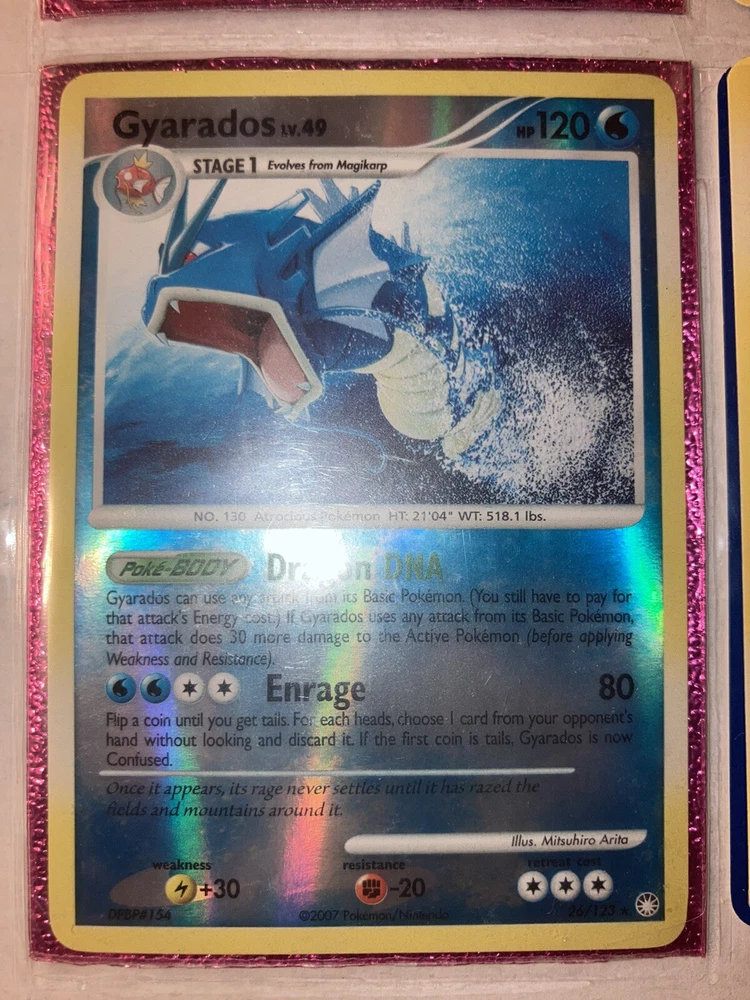 Gyarados LV.49 HP 120
STAGE 1 Evolves from Magikarp
NO. 130 Atrocious Pokémon HT: 21'04" WT: 518.1 lbs.
Poké-BODY Dragon DNA
Gyarados can use any attack from its Basic Pokémon. (You still have to pay for
that attack's Energy cost.) If Gyarados uses any attack from its Basic Pokémon,
that attack does 30 more damage to the Active Pokémon (before applying
Weakness and Resistance).
Enrage 80
Flip a coin until you get tails. For each heads, choose 1 card from your opponent's
hand without looking and discard it. If the first coin is tails, Gyarados is now
Confused.
Once it appears, its rage never settles until it has razed the
fields and mountains around it.
Illus. Mitsuhiro Arita
weakness resistance retreat cost
+30 -20
DPBP#154 ©2007 Pokémon/Nintendo 26/123 ★